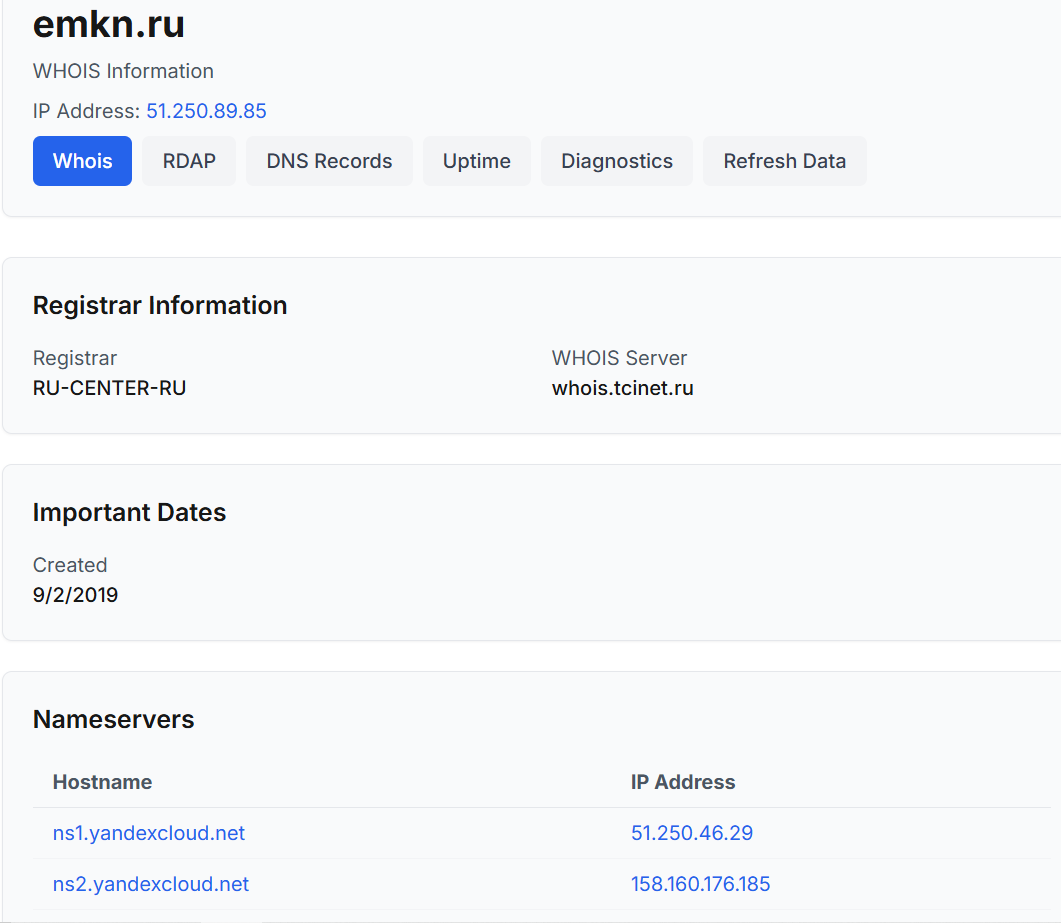 emkn.ru
WHOIS Information
IP Address: 51.250.89.85
Whois RDAP DNS Records Uptime Diagnostics Refresh Data
Registrar Information
Registrar WHOIS Server
RU-CENTER-RU whois.tcinet.ru
Important Dates
Created
9/2/2019
Nameservers
Hostname IP Address
ns1.yandexcloud.net 51.250.46.29
ns2.yandexcloud.net 158.160.176.185